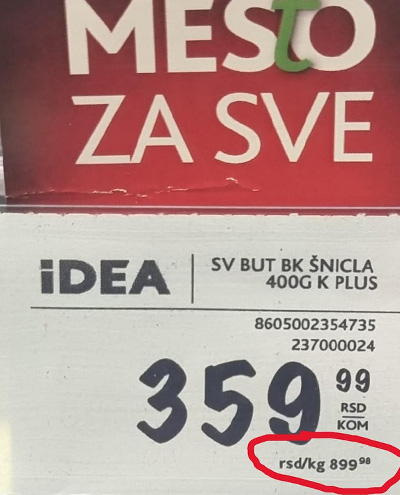 MESTO
ZA SVE
iDEA
SV BUT BK ŠNICLA
400G K PLUS
8605002354735
237000024
359 99
RSD
KOM
rsd/kg 899 98